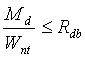 M_d / W_nt ≤ R_db